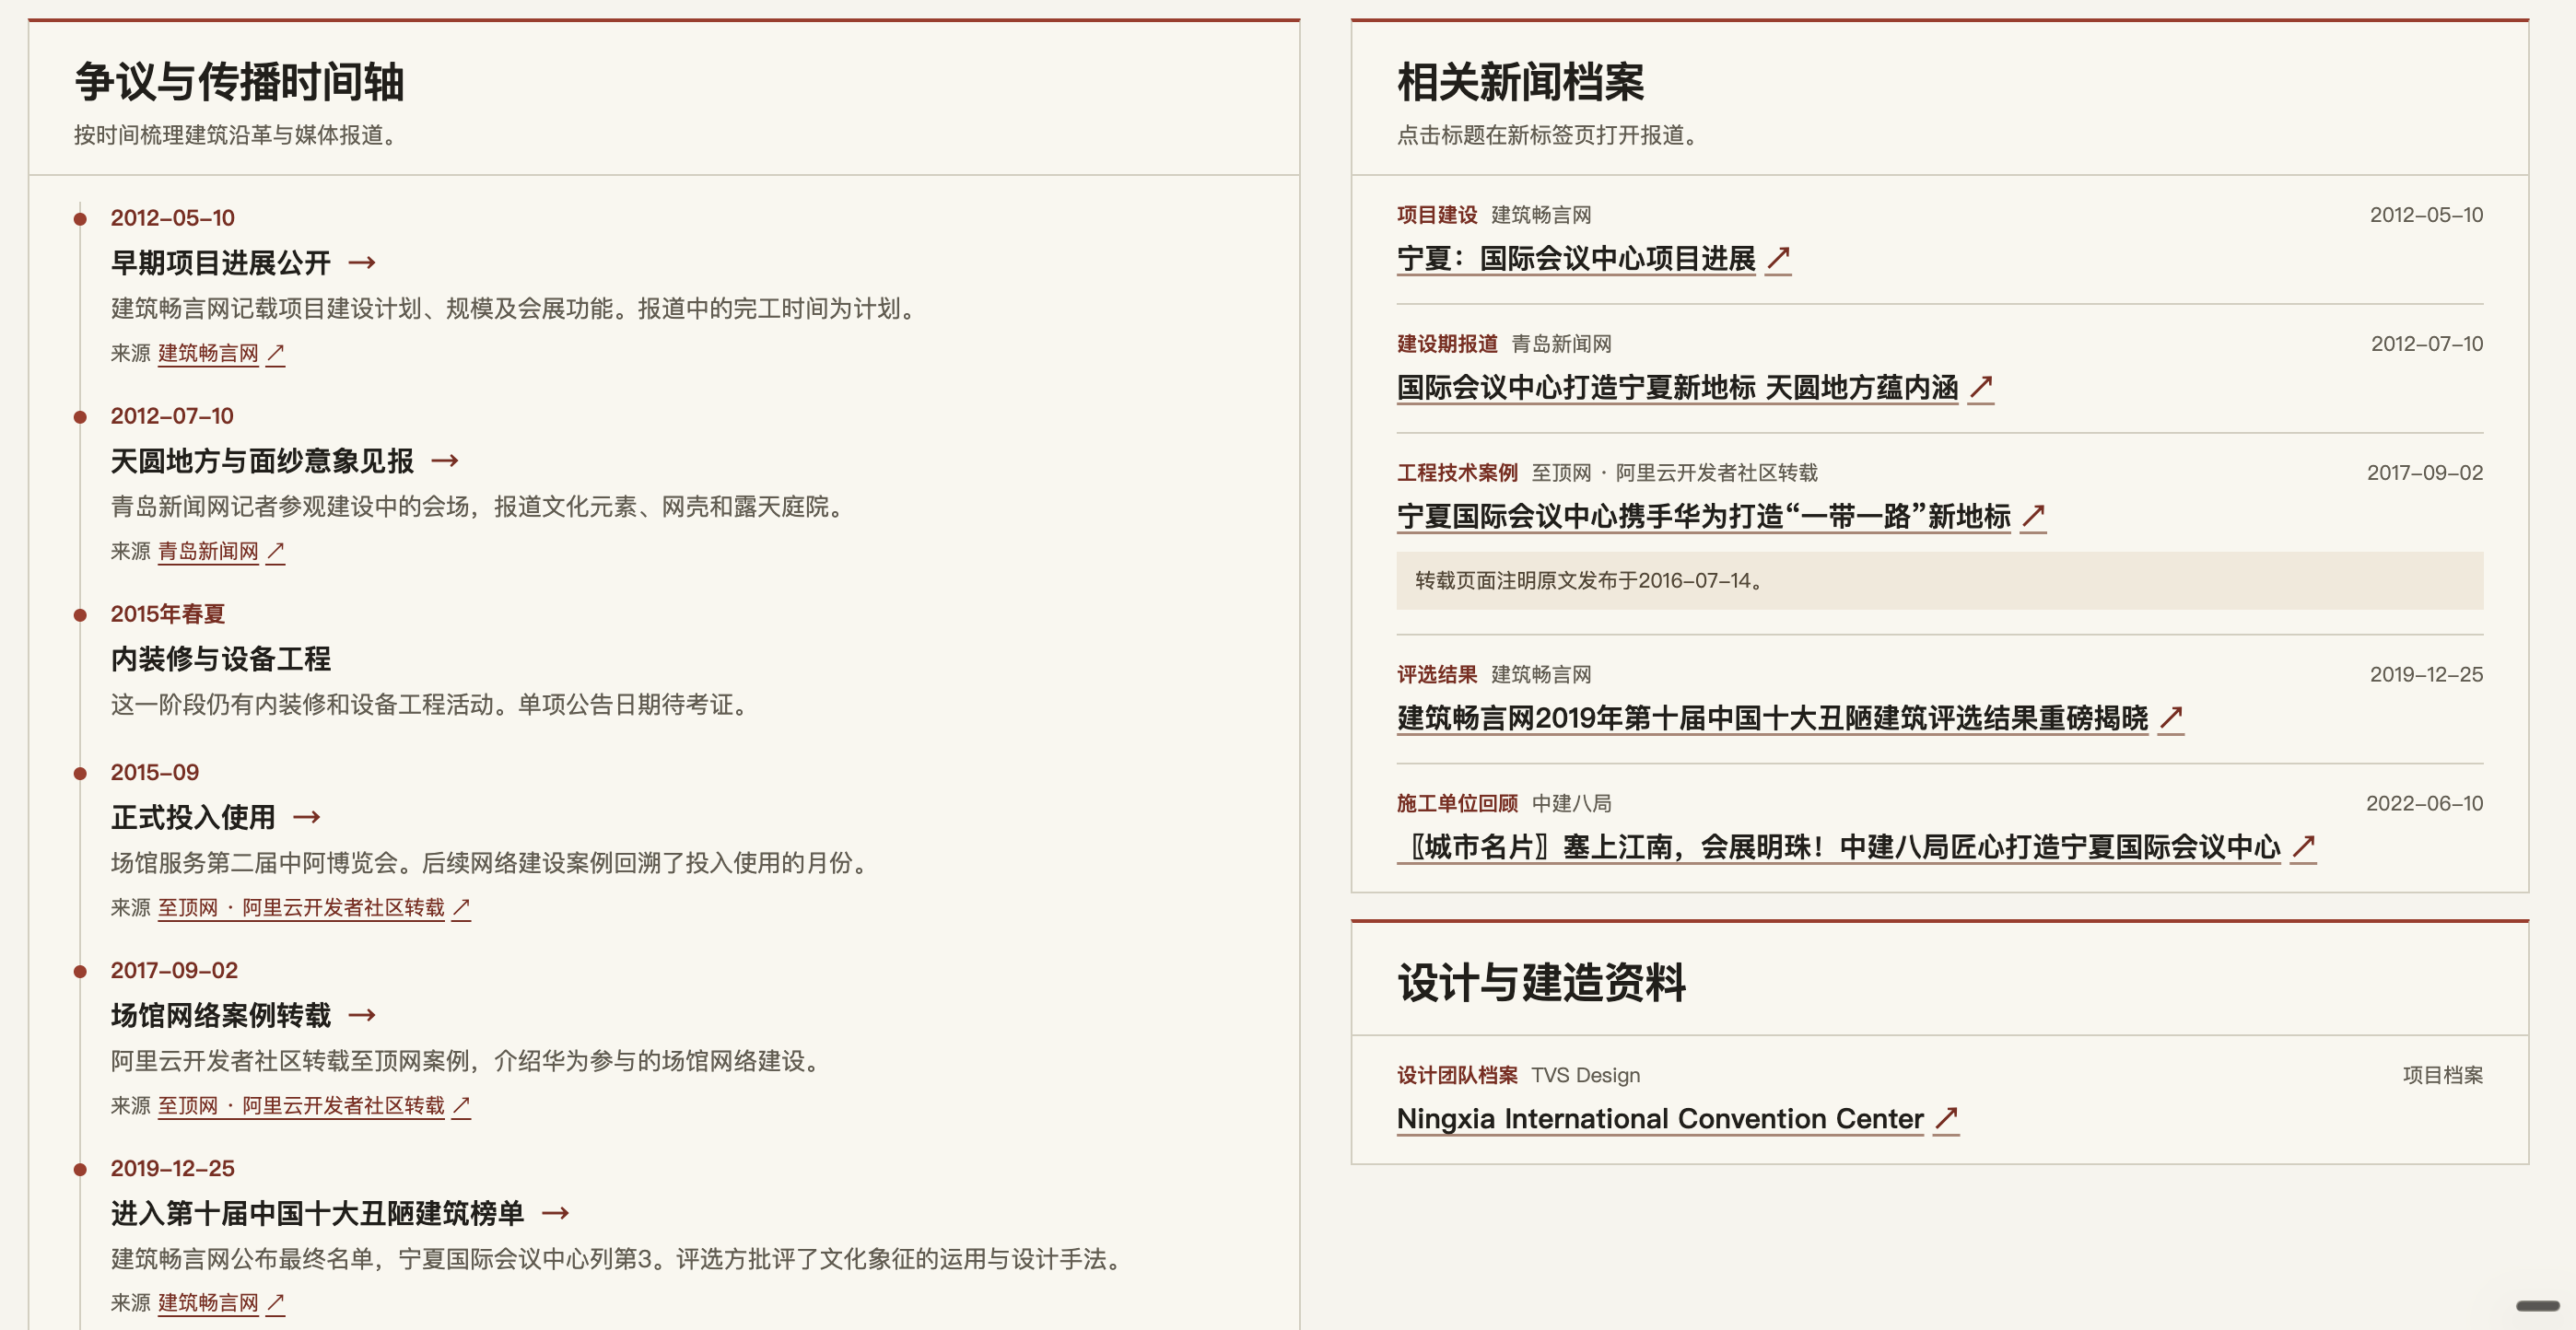 争议与传播时间轴
按时间梳理建筑沿革与媒体报道。
2012–05–10
早期项目进展公开 →
建筑畅言网记载项目建设计划、规模及会展功能。报道中的完工时间为计划。
来源 建筑畅言网 ↗
2012–07–10
天圆地方与面纱意象见报 →
青岛新闻网记者参观建设中的会场，报道文化元素、网壳和露天庭院。
来源 青岛新闻网 ↗
2015年春夏
内装修与设备工程
这一阶段仍有内装修和设备工程活动。单项公告日期待考证。
2015–09
正式投入使用 →
场馆服务第二届中阿博览会。后续网络建设案例回溯了投入使用的月份。
来源 至顶网 · 阿里云开发者社区转载 ↗
2017–09–02
场馆网络案例转载 →
阿里云开发者社区转载至顶网案例，介绍华为参与的场馆网络建设。
来源 至顶网 · 阿里云开发者社区转载 ↗
2019–12–25
进入第十届中国十大丑陋建筑榜单 →
建筑畅言网公布最终名单，宁夏国际会议中心列第3。评选方批评了文化象征的运用与设计手法。
来源 建筑畅言网 ↗
相关新闻档案
点击标题在新标签页打开报道。
项目建设 建筑畅言网 2012–05–10
宁夏：国际会议中心项目进展 ↗
建设期报道 青岛新闻网 2012–07–10
国际会议中心打造宁夏新地标 天圆地方蕴内涵 ↗
工程技术案例 至顶网 · 阿里云开发者社区转载 2017–09–02
宁夏国际会议中心携手华为打造“一带一路”新地标 ↗
转载页面注明原文发布于2016–07–14。
评选结果 建筑畅言网 2019–12–25
建筑畅言网2019年第十届中国十大丑陋建筑评选结果重磅揭晓 ↗
施工单位回顾 中建八局 2022–06–10
〖城市名片〗塞上江南，会展明珠！中建八局匠心打造宁夏国际会议中心 ↗
设计与建造资料
设计团队档案 TVS Design 项目档案
Ningxia International Convention Center ↗